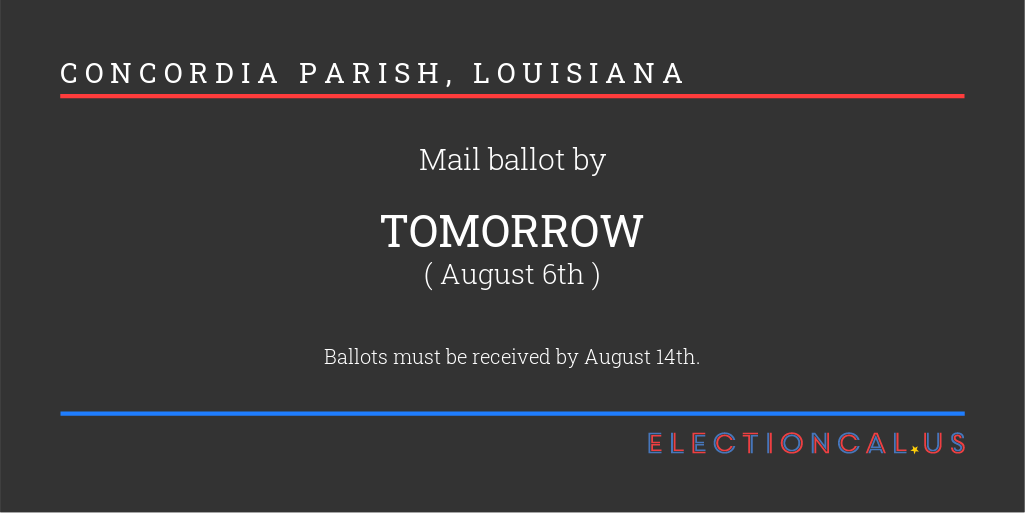 CONCORDIA PARISH, LOUISIANA
Mail ballot by
TOMORROW
( August 6th )
Ballots must be received by August 14th.
ELECTIONCAL.US